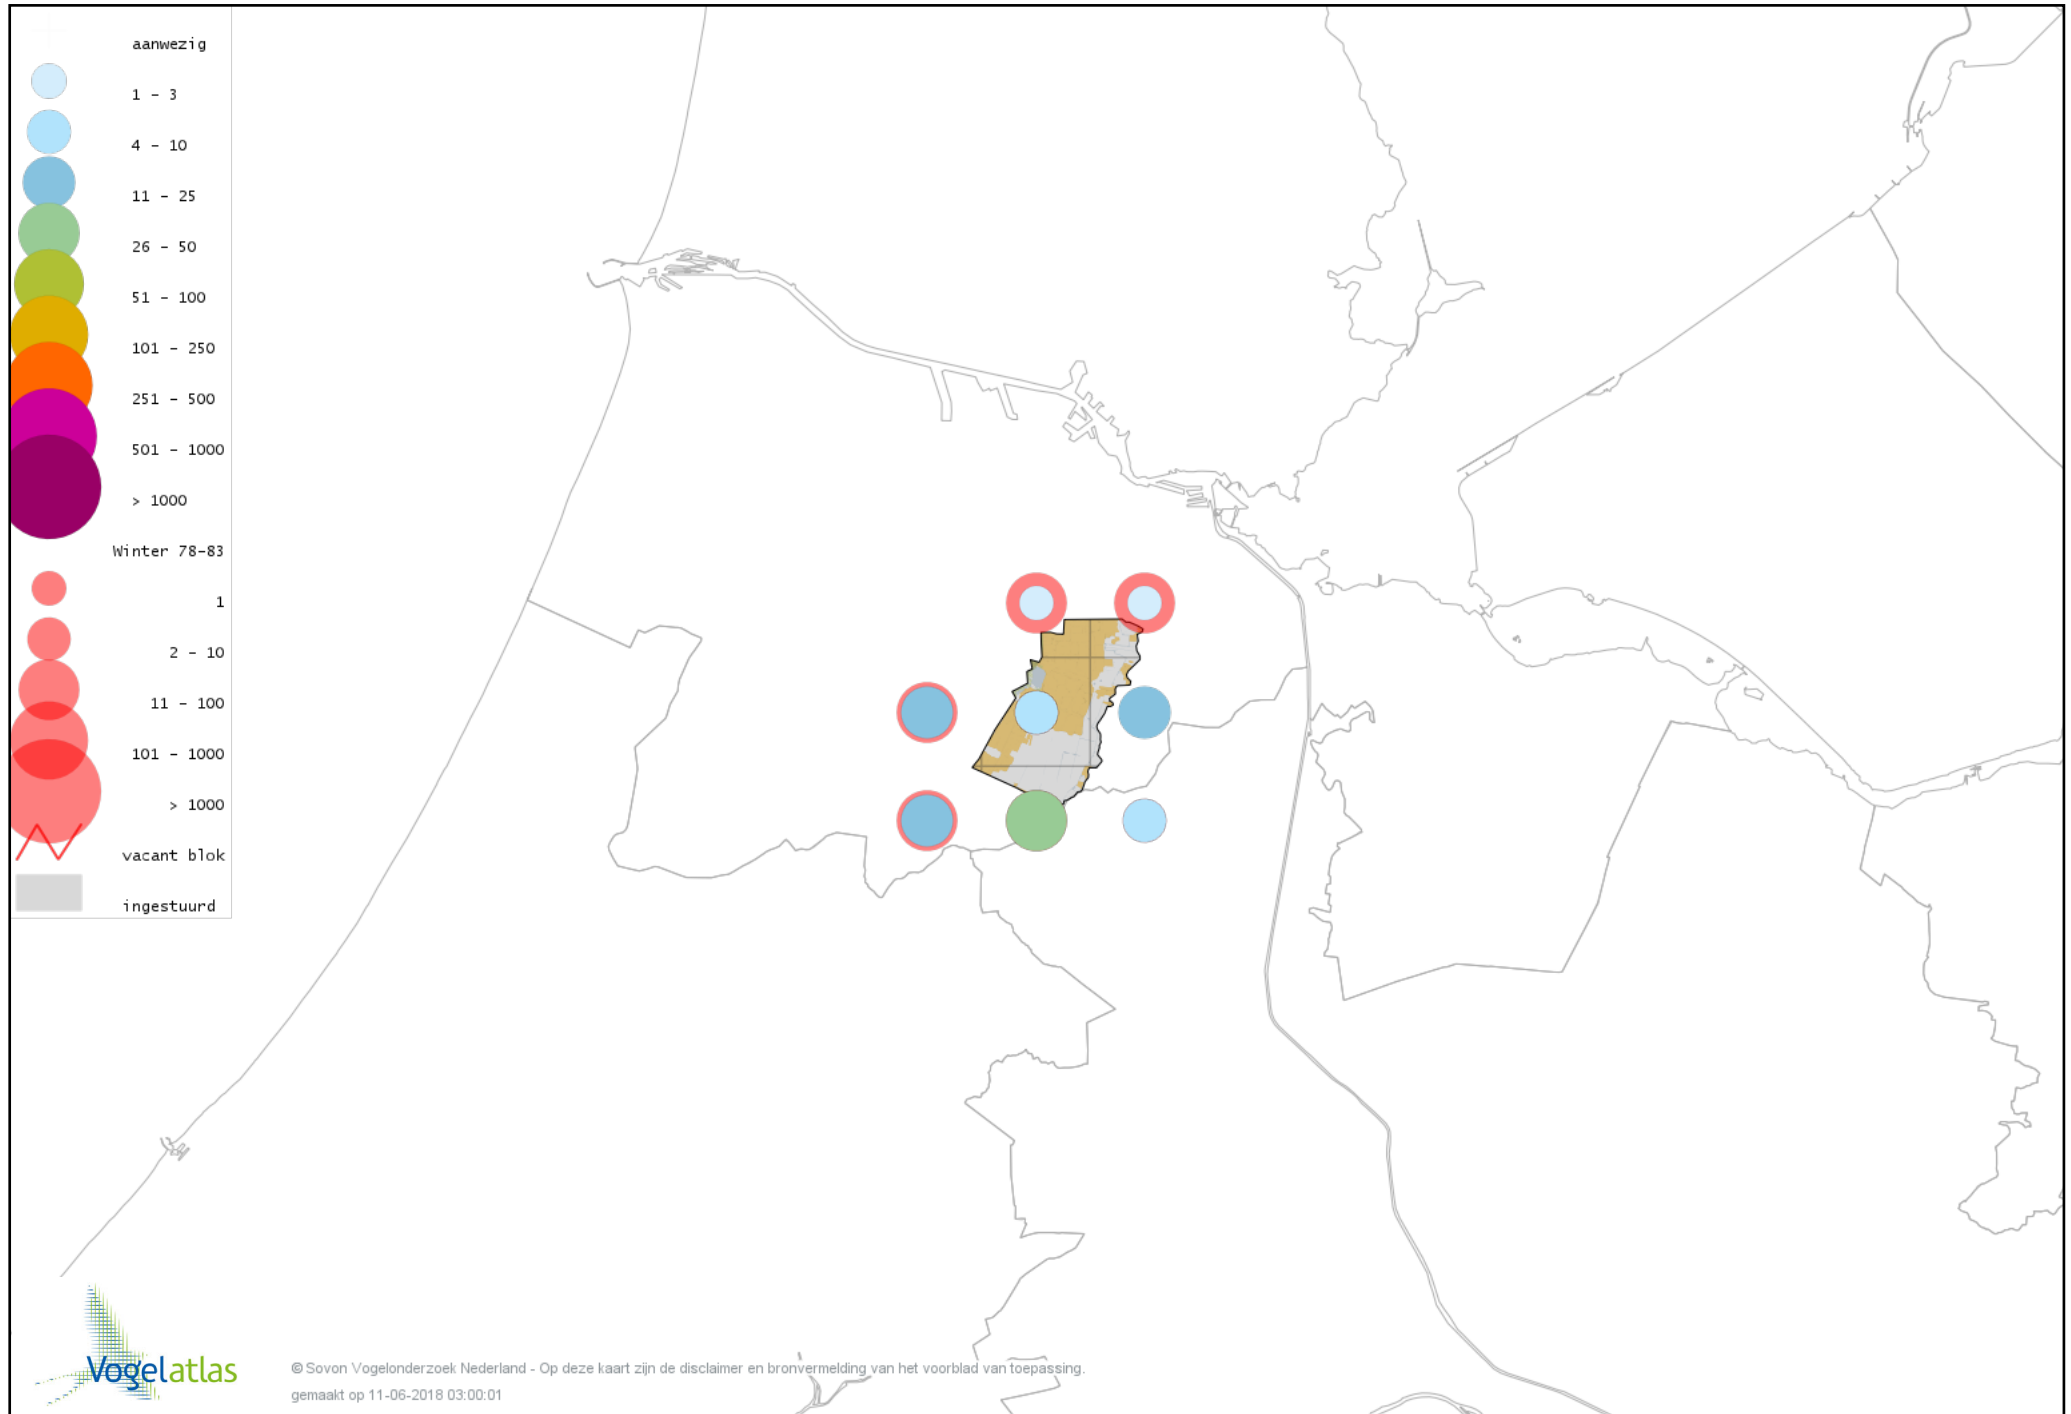 aanwezig
1 - 3
4 - 10
11 - 25
26 - 50
51 - 100
101 - 250
251 - 500
501 - 1000
> 1000
Winter 78-83
1
2 - 10
11 - 100
101 - 1000
> 1000
vacant blok
ingestuurd
Vogelatlas
© Sovon Vogelonderzoek Nederland - Op deze kaart zijn de disclaimer en bronvermelding van het voorblad van toepassing.
gemaakt op 11-06-2018 03:00:01